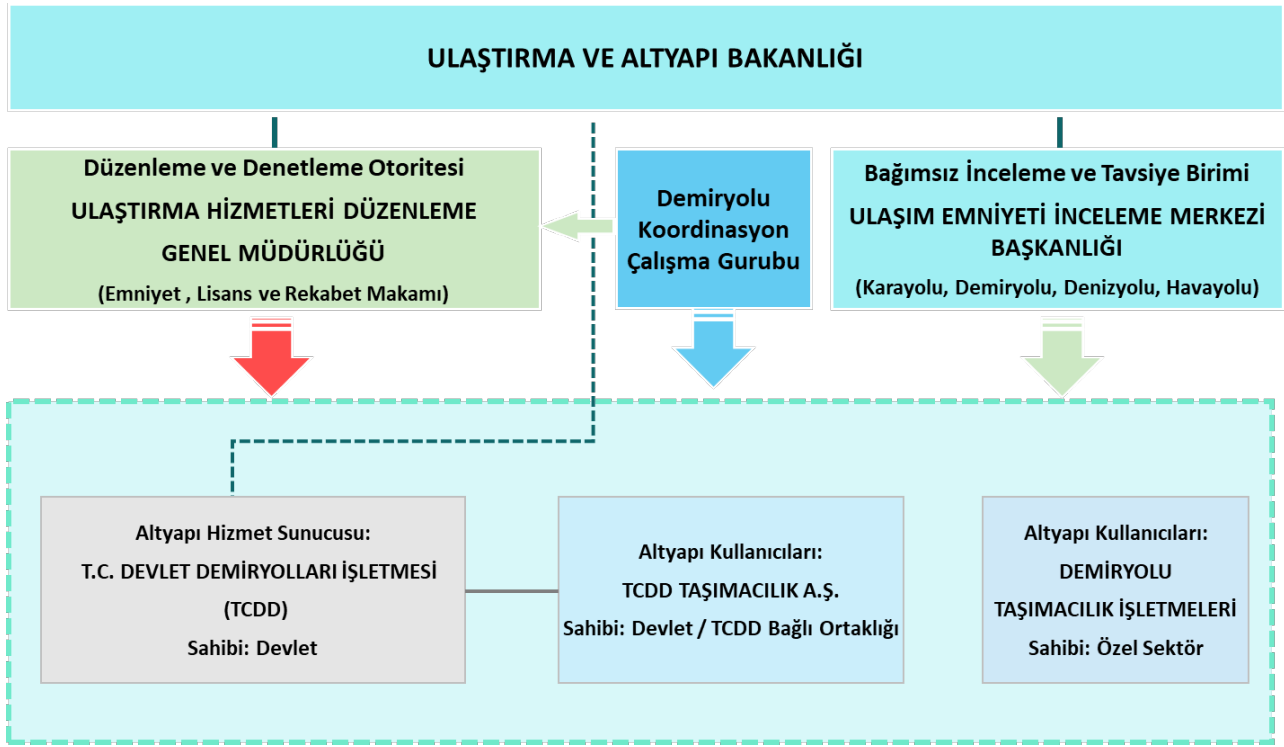 ULAŞTIRMA VE ALTYAPI BAKANLIĞI
Düzenleme ve Denetleme Otoritesi
ULAŞTIRMA HİZMETLERİ DÜZENLEME
GENEL MÜDÜRLÜĞÜ
(Emniyet , Lisans ve Rekabet Makamı)
Demiryolu
Koordinasyon
Çalışma Gurubu
Bağımsız İnceleme ve Tavsiye Birimi
ULAŞIM EMNİYETİ İNCELEME MERKEZİ
BAŞKANLIĞI
(Karayolu, Demiryolu, Denizyolu, Havayolu)
Altyapı Hizmet Sunucusu:
T.C. DEVLET DEMİRYOLLARI İŞLETMESİ
(TCDD)
Sahibi: Devlet
Altyapı Kullanıcıları:
TCDD TAŞIMACILIK A.Ş.
Sahibi: Devlet / TCDD Bağlı Ortaklığı
Altyapı Kullanıcıları:
DEMİRYOLU
TAŞIMACILIK İŞLETMELERİ
Sahibi: Özel Sektör